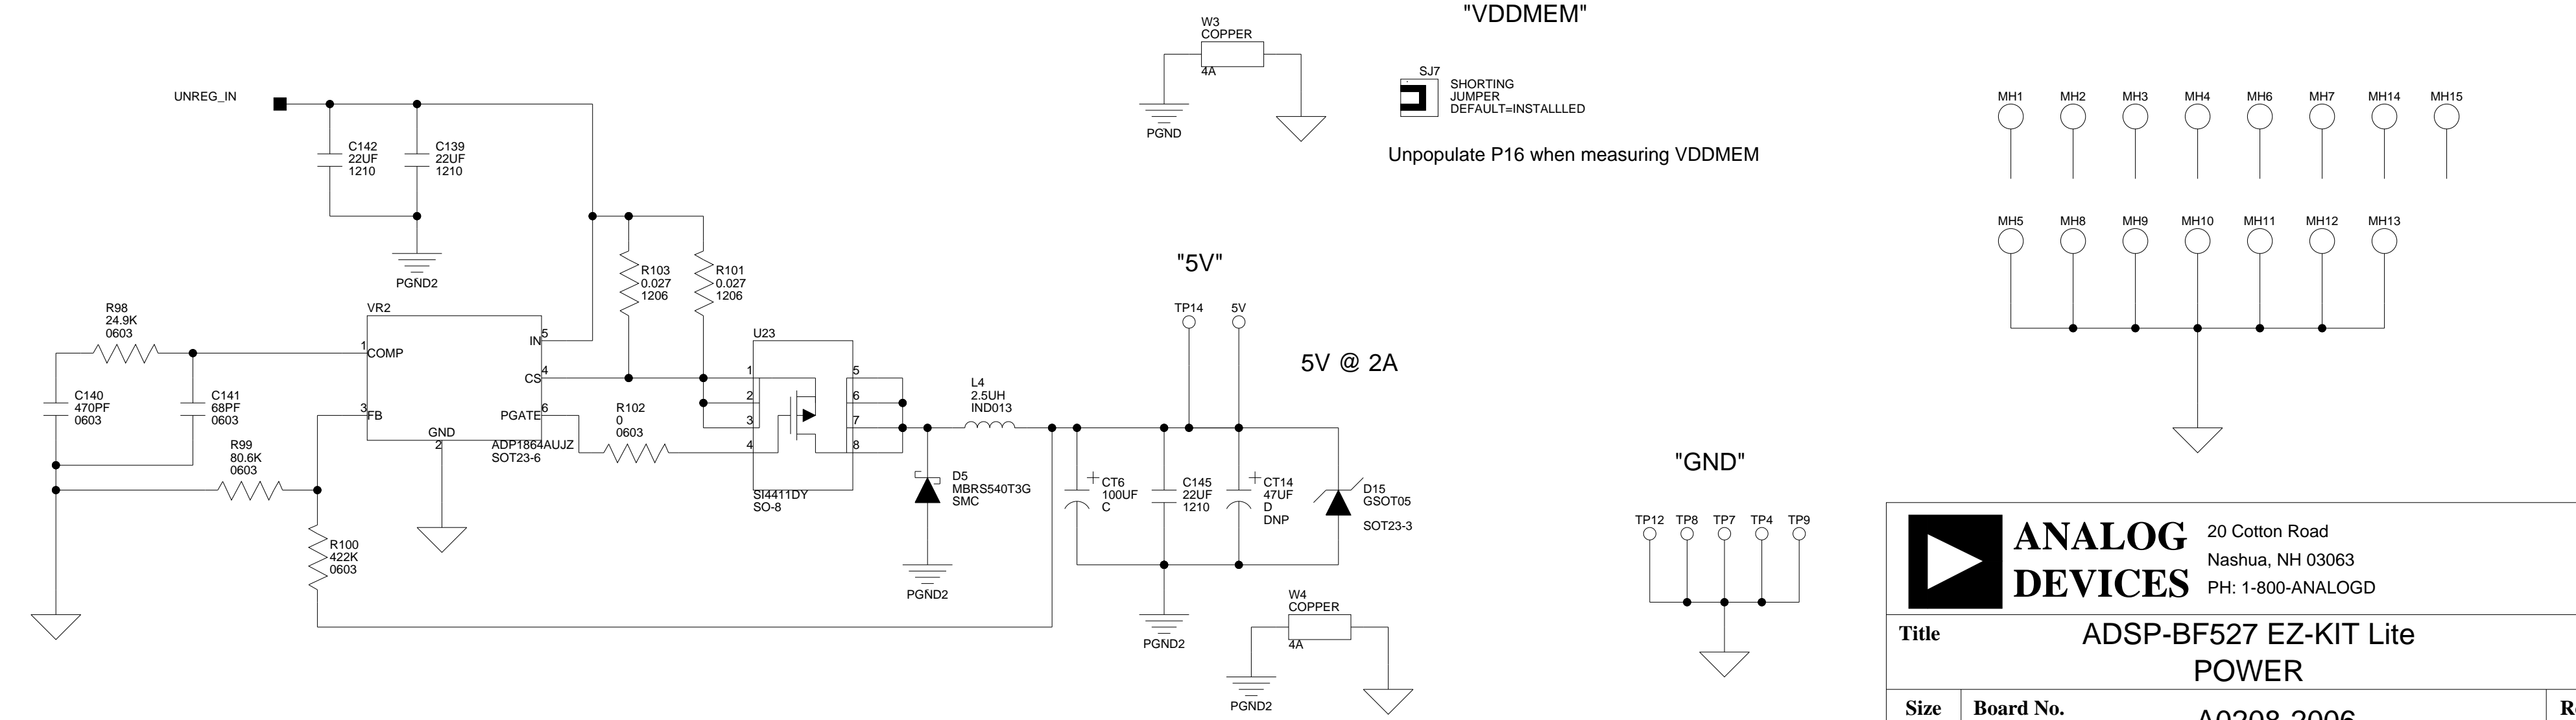 "VDDMEM"
W3
COPPER
4A
PGND
SJ7
SHORTING
JUMPER
DEFAULT=INSTALLLED
Unpopulate P16 when measuring VDDMEM
UNREG_IN
C142
22UF
1210
C139
22UF
1210
PGND2
MH1 MH2 MH3 MH4 MH6 MH7 MH14 MH15
MH5 MH8 MH9 MH10 MH11 MH12 MH13
R103
0.027
1206
R101
0.027
1206
R98
24.9K
0603
VR2
1
COMP
3
FB
GND
2
IN
5
CS
4
PGATE
6
ADP1864AUJZ
SOT23-6
C140
470PF
0603
C141
68PF
0603
R99
80.6K
0603
R100
422K
0603
R102
0
0603
U23
1
2
3
4
5
6
7
8
SI4411DY
SO-8
L4
2.5UH
IND013
D5
MBRS540T3G
SMC
PGND2
"5V"
TP14
5V
5V @ 2A
CT6
100UF
C
C145
22UF
1210
CT14
47UF
D
DNP
D15
GSOT05
SOT23-3
PGND2
W4
COPPER
4A
PGND2
"GND"
TP12 TP8 TP7 TP4 TP9
ANALOG
DEVICES
20 Cotton Road
Nashua, NH 03063
PH: 1-800-ANALOGD
Title
ADSP-BF527 EZ-KIT Lite
POWER
Size
Board No.
A0208-2006
R